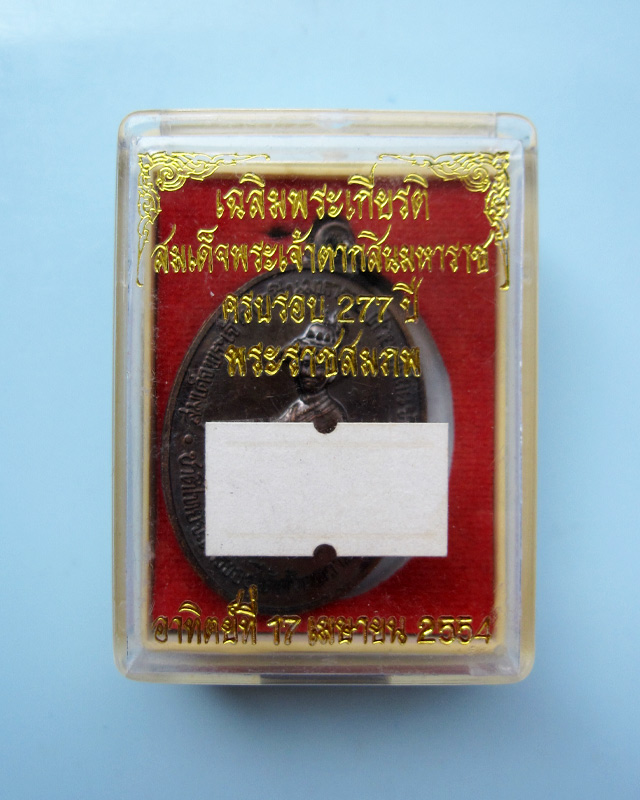 เฉลิมพระเกียรติ
สมเด็จพระเจ้าตากสินมหาราช
ครบรอบ 277 ปี
พระราชสมภพ
อาทิตย์ที่ 17 เมษายน 2554